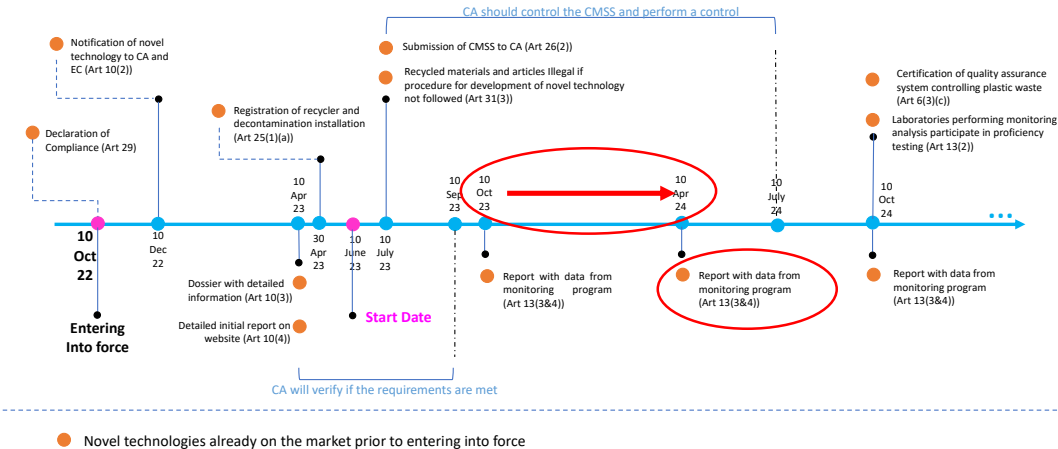 CA should control the CMSS and perform a control
Notification of novel
technology to CA and
EC (Art 10(2))
Submission of CMSS to CA (Art 26(2))
Recycled materials and articles Illegal if
procedure for development of novel technology
not followed (Art 31(3))
Certification of quality assurance
system controlling plastic waste
(Art 6(3)(c))
Registration of recycler and
decontamination installation
(Art 25(1)(a))
Laboratories performing monitoring
analysis participate in proficiency
testing (Art 13(2))
Declaration of
Compliance (Art 29)
10
Oct
22
10
Dec
22
10
Apr
23
30
Apr
23
10
June
23
10
July
23
10
Sep
23
10
Oct
23
10
Apr
24
10
July
24
10
Oct
24
...
Dossier with detailed
information (Art 10(3))
Detailed initial report on
website (Art 10(4))
Entering
Into force
Start Date
Report with data from
monitoring program
(Art 13(3&4))
Report with data from
monitoring program
(Art 13(3&4))
Report with data from
monitoring program
(Art 13(3&4))
CA will verify if the requirements are met
Novel technologies already on the market prior to entering into force